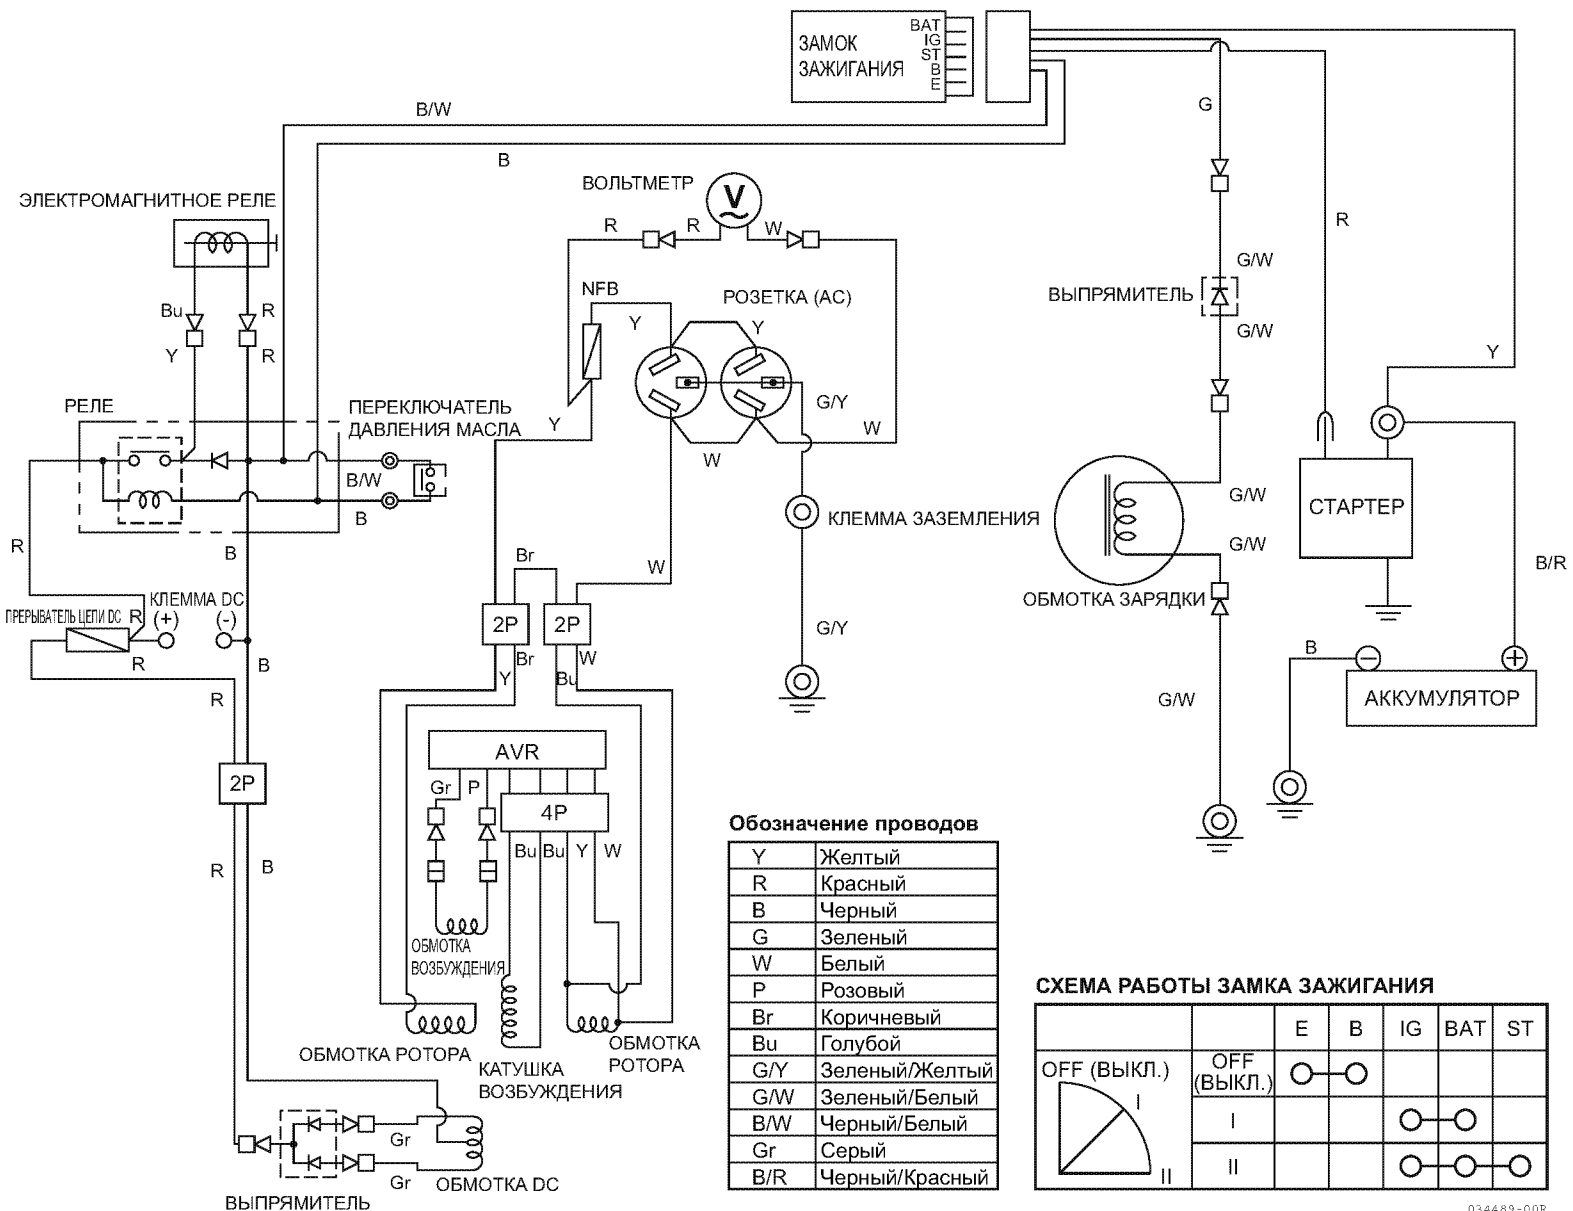 ЗАМОК
ЗАЖИГАНИЯ
BAT
IG
ST
B
E
B/W
B
G
R
Y
ЭЛЕКТРОМАГНИТНОЕ РЕЛЕ
ВОЛЬТМЕТР
V
R
R
W
G/W
ВЫПРЯМИТЕЛЬ
G/W
NFB
РОЗЕТКА (AC)
Y
Y
Bu
R
Y
R
РЕЛЕ
ПЕРЕКЛЮЧАТЕЛЬ
ДАВЛЕНИЯ МАСЛА
Y
G/Y
W
W
B/W
B
R
B
КЛЕММА ЗАЗЕМЛЕНИЯ
G/W
G/W
СТАРТЕР
B/R
Br
W
ОБМОТКА ЗАРЯДКИ
ПРЕРЫВАТЕЛЬ ЦЕПИ DC
R
КЛЕММА DC
(+)
(-)
2P
2P
G/Y
R
B
Br
W
Y
Bu
B
АККУМУЛЯТОР
R
G/W
AVR
2P
Gr
P
4P
R
B
Bu
Bu
Y
W
ОБМОТКА
ВОЗБУЖДЕНИЯ
ОБМОТКА РОТОРА
КАТУШКА
ВОЗБУЖДЕНИЯ
ОБМОТКА
РОТОРА
Gr
Gr
ОБМОТКА DC
ВЫПРЯМИТЕЛЬ
Обозначение проводов
Y Желтый
R Красный
B Черный
G Зеленый
W Белый
P Розовый
Br Коричневый
Bu Голубой
G/Y Зеленый/Желтый
G/W Зеленый/Белый
B/W Черный/Белый
Gr Серый
B/R Черный/Красный
СХЕМА РАБОТЫ ЗАМКА ЗАЖИГАНИЯ
E B IG BAT ST
OFF (ВЫКЛ.)
I
II
OFF
(ВЫКЛ.)
I
II
034489-00R